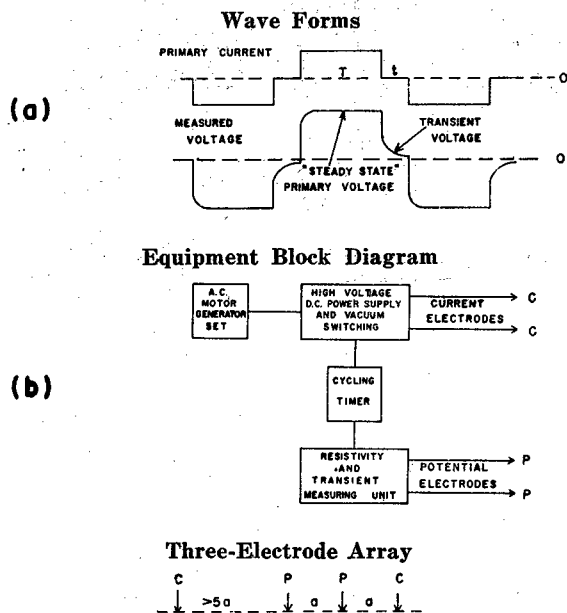 Wave Forms
PRIMARY CURRENT
T
t
O
(a)
MEASURED
VOLTAGE
TRANSIENT
VOLTAGE
O
"STEADY STATE"
PRIMARY VOLTAGE
Equipment Block Diagram
A.C.
MOTOR
GENERATOR
SET
HIGH VOLTAGE
D.C. POWER SUPPLY
AND VACUUM
SWITCHING
C
CURRENT
ELECTRODES
C
(b)
CYCLING
TIMER
RESISTIVITY
AND
TRANSIENT
MEASURING UNIT
P
POTENTIAL
ELECTRODES
P
Three-Electrode Array
C P P C
>5a a a